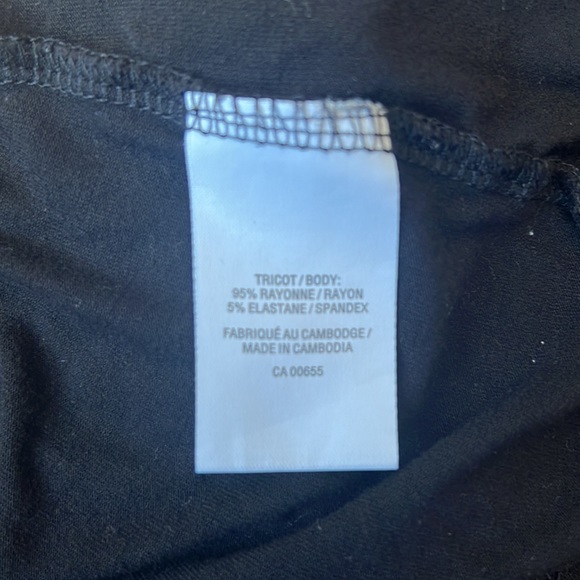 TRICOT/BODY:
95% RAYONNE/RAYON
5% ELASTANE/SPANDEX
FABRIQUÉ AU CAMBODGE/
MADE IN CAMBODIA
CA 00655